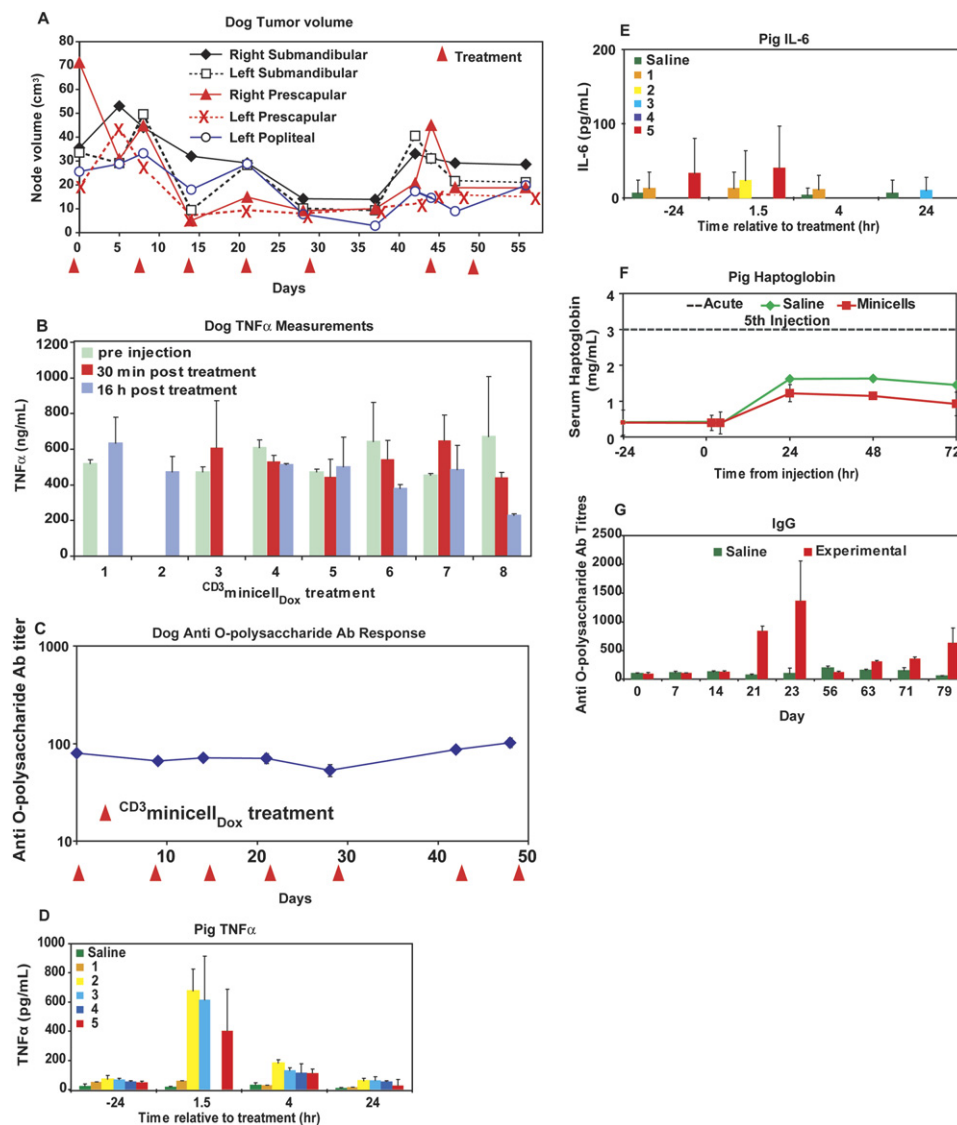 A
Dog Tumor volume
Node volume (cm³)
80
70
60
50
40
30
20
10
0
Right Submandibular
Left Submandibular
Right Prescapular
Left Prescapular
Left Popliteal
Treatment
0 5 10 15 20 25 30 35 40 45 50 55
Days
B
Dog TNFα Measurements
TNFα (ng/mL)
1200
1000
800
600
400
200
0
pre injection
30 min post treatment
16 h post treatment
1 2 3 4 5 6 7 8
CD3minicellDox treatment
C
Dog Anti O-polysaccharide Ab Response
Anti O-polysaccharide Ab titer
1000
100
10
CD3minicellDox treatment
10 20 30 40 50
Days
D
Pig TNFα
TNFα (pg/mL)
1000
800
600
400
200
0
Saline
1
2
3
4
5
-24 1.5 4 24
Time relative to treatment (hr)
E
Pig IL-6
IL-6 (pg/mL)
200
100
0
Saline
1
2
3
4
5
-24 1.5 4 24
Time relative to treatment (hr)
F
Pig Haptoglobin
Serum Haptoglobin
(mg/mL)
4
3
2
1
0
Acute Saline Minicells
5th Injection
-24 0 24 48 72
Time from injection (hr)
G
IgG
Anti O-polysaccharide Ab Titres
2500
2000
1500
1000
500
0
Saline Experimental
0 7 14 21 23 56 63 71 79
Day